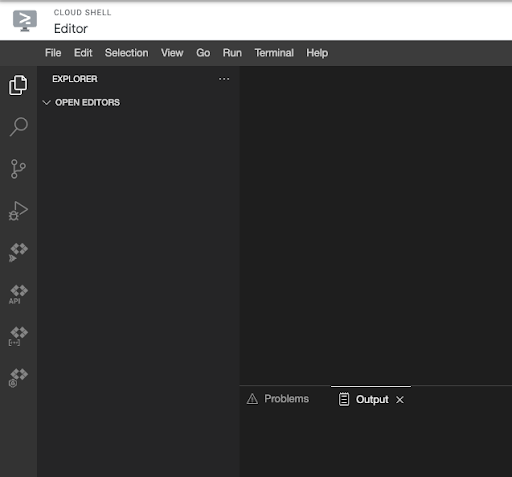 CLOUD SHELL
Editor
File Edit Selection View Go Run Terminal Help
EXPLORER ...
OPEN EDITORS
API
Problems Output